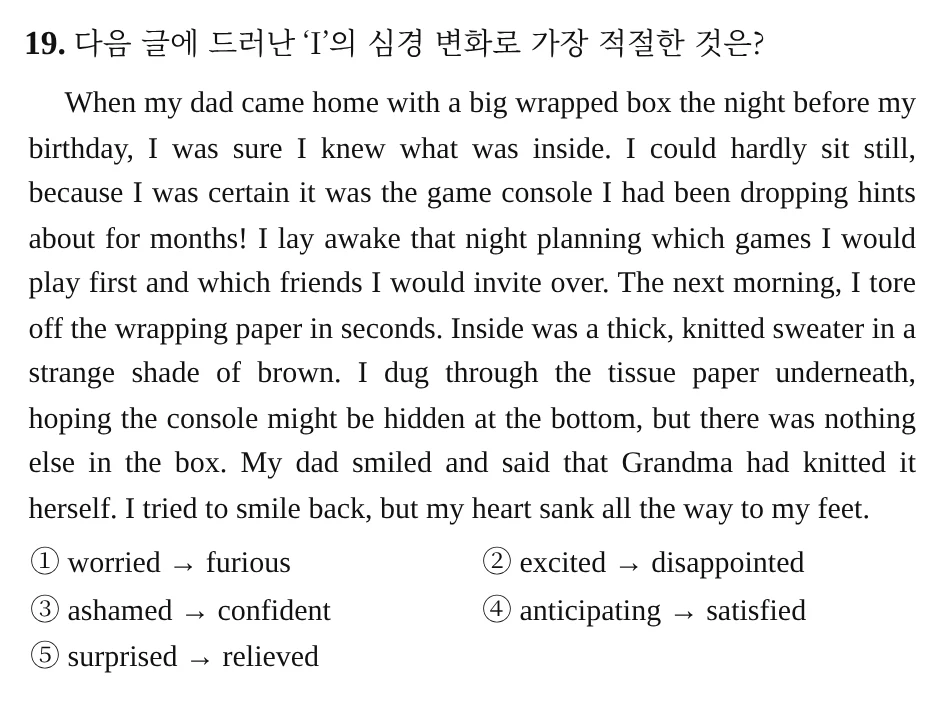 19. 다음 글에 드러난 ‘I’의 심경 변화로 가장 적절한 것은?
When my dad came home with a big wrapped box the night before my
birthday, I was sure I knew what was inside. I could hardly sit still,
because I was certain it was the game console I had been dropping hints
about for months! I lay awake that night planning which games I would
play first and which friends I would invite over. The next morning, I tore
off the wrapping paper in seconds. Inside was a thick, knitted sweater in a
strange shade of brown. I dug through the tissue paper underneath,
hoping the console might be hidden at the bottom, but there was nothing
else in the box. My dad smiled and said that Grandma had knitted it
herself. I tried to smile back, but my heart sank all the way to my feet.
① worried → furious ② excited → disappointed
③ ashamed → confident ④ anticipating → satisfied
⑤ surprised → relieved